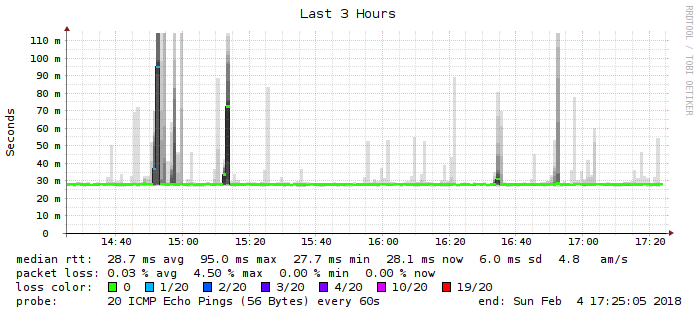 Last 3 Hours
RRDTOOL / TOBI OETIKER
Seconds
110 m
100 m
90 m
80 m
70 m
60 m
50 m
40 m
30 m
20 m
10 m
0
14:40 15:00 15:20 15:40 16:00 16:20 16:40 17:00 17:20
median rtt: 28.7 ms avg 95.0 ms max 27.7 ms min 28.1 ms now 6.0 ms sd 4.8 am/s
packet loss: 0.03 % avg 4.50 % max 0.00 % min 0.00 % now
loss color: 0 1/20 2/20 3/20 4/20 10/20 19/20
probe: 20 ICMP Echo Pings (56 Bytes) every 60s end: Sun Feb 4 17:25:05 2018